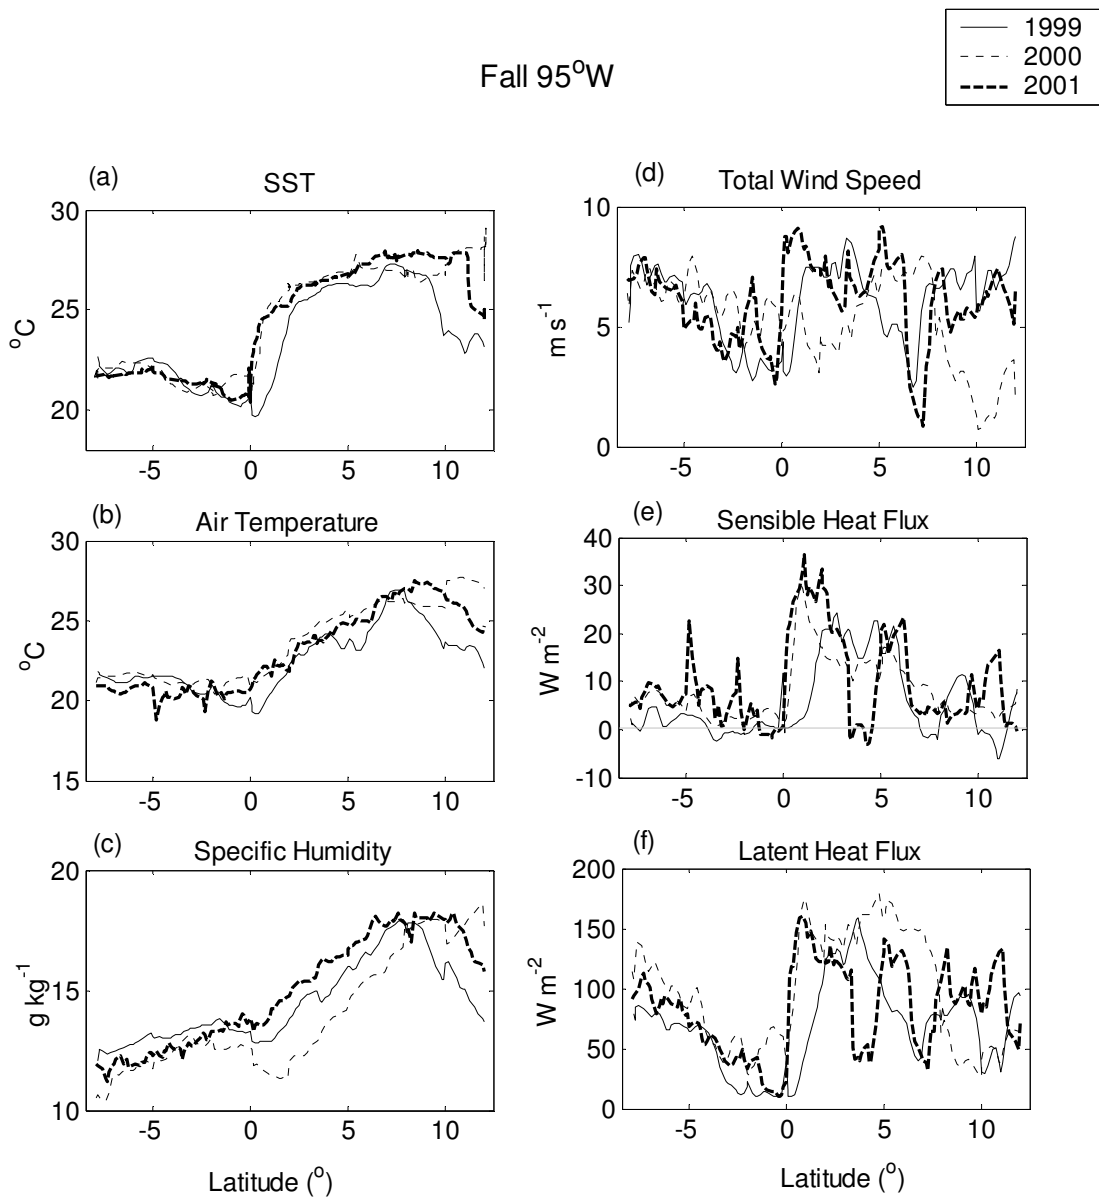 1999
2000
2001
Fall 95°W
(a)
SST
30
25
20
°C
-5 0 5 10
(b)
Air Temperature
30
25
20
15
°C
-5 0 5 10
(c)
Specific Humidity
20
15
10
g kg⁻¹
-5 0 5 10
Latitude (°)
(d)
Total Wind Speed
10
5
0
m s⁻¹
-5 0 5 10
(e)
Sensible Heat Flux
40
30
20
10
0
-10
W m⁻²
-5 0 5 10
(f)
Latent Heat Flux
200
150
100
50
0
W m⁻²
-5 0 5 10
Latitude (°)